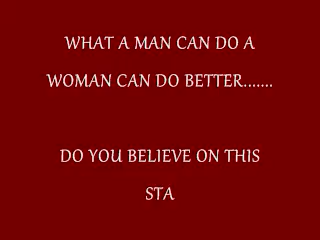 WHAT A MAN CAN DO A
WOMAN CAN DO BETTER.......
DO YOU BELIEVE ON THIS
STA